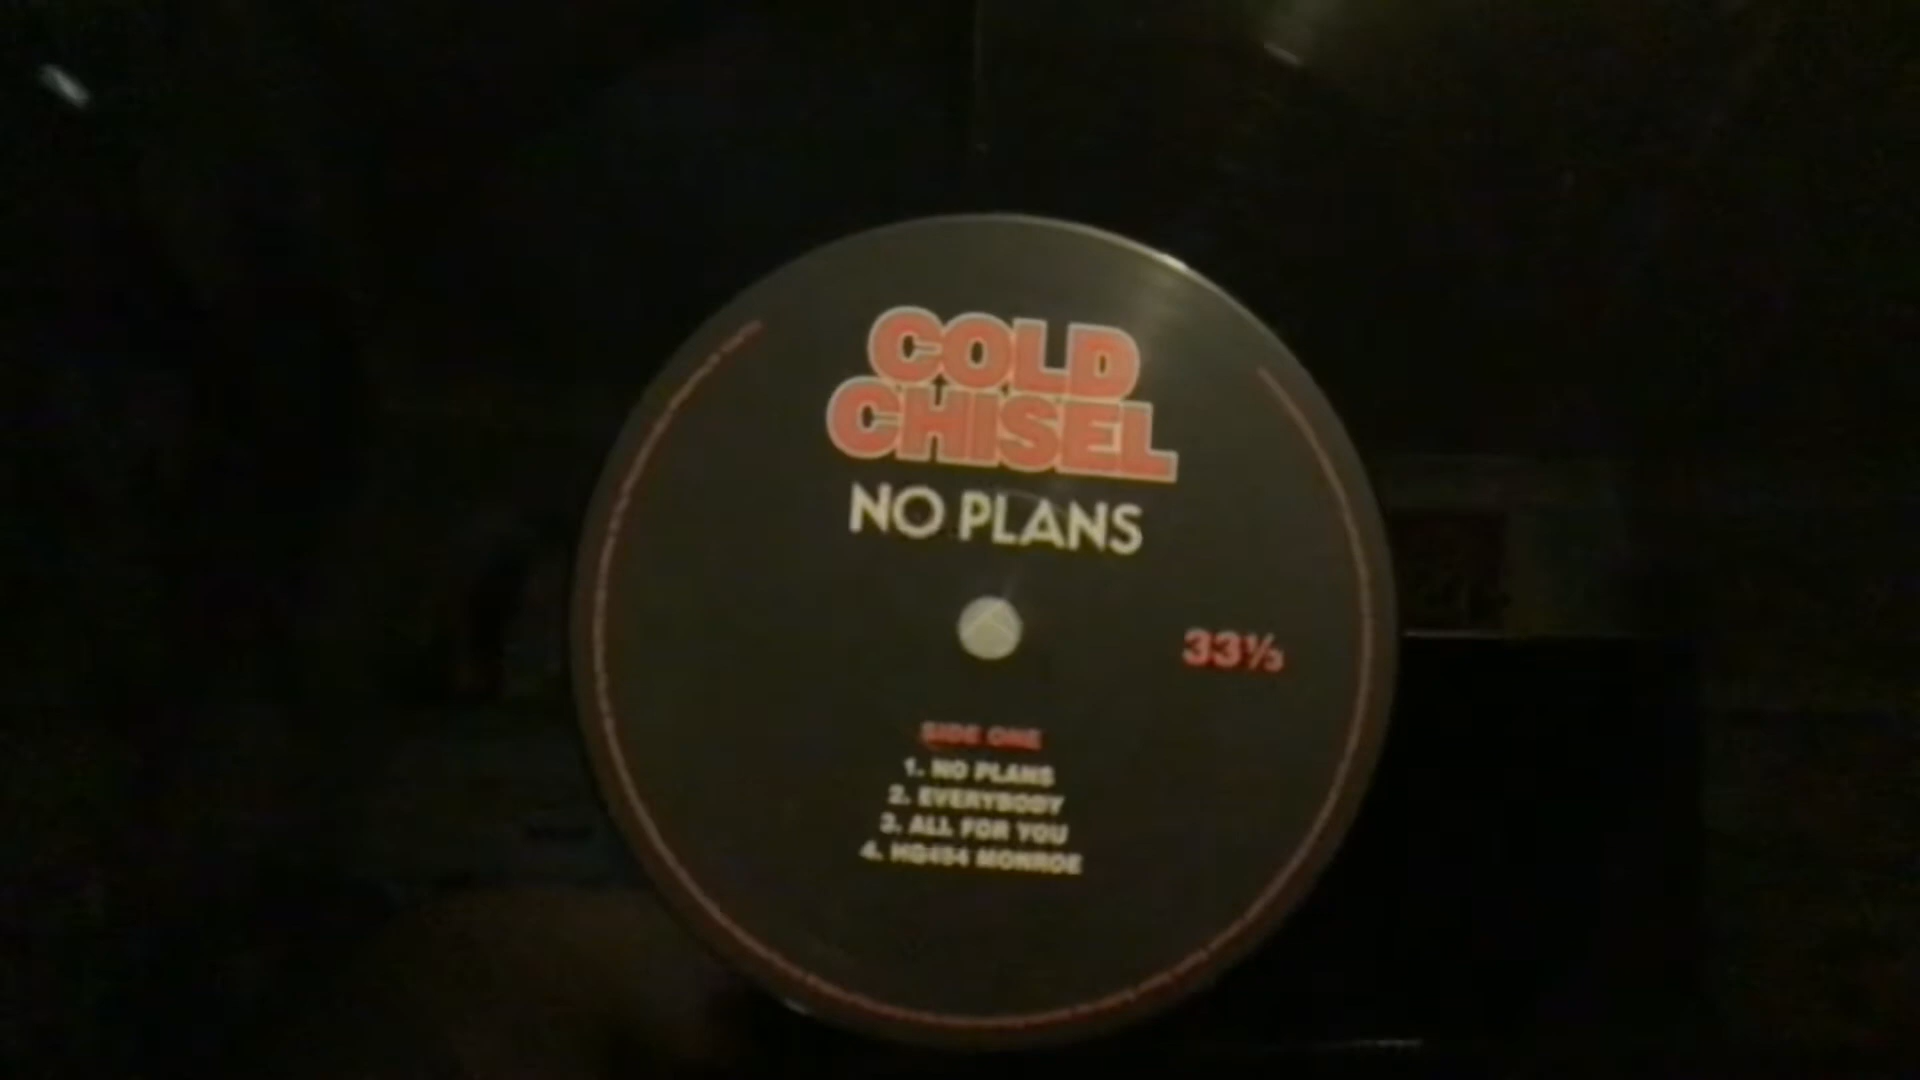 COLD
CHISEL
NO PLANS
33⅓
SIDE ONE
1. NO PLANS
2. EVERYBODY
3. ALL FOR YOU
4. HQ454 MONROE